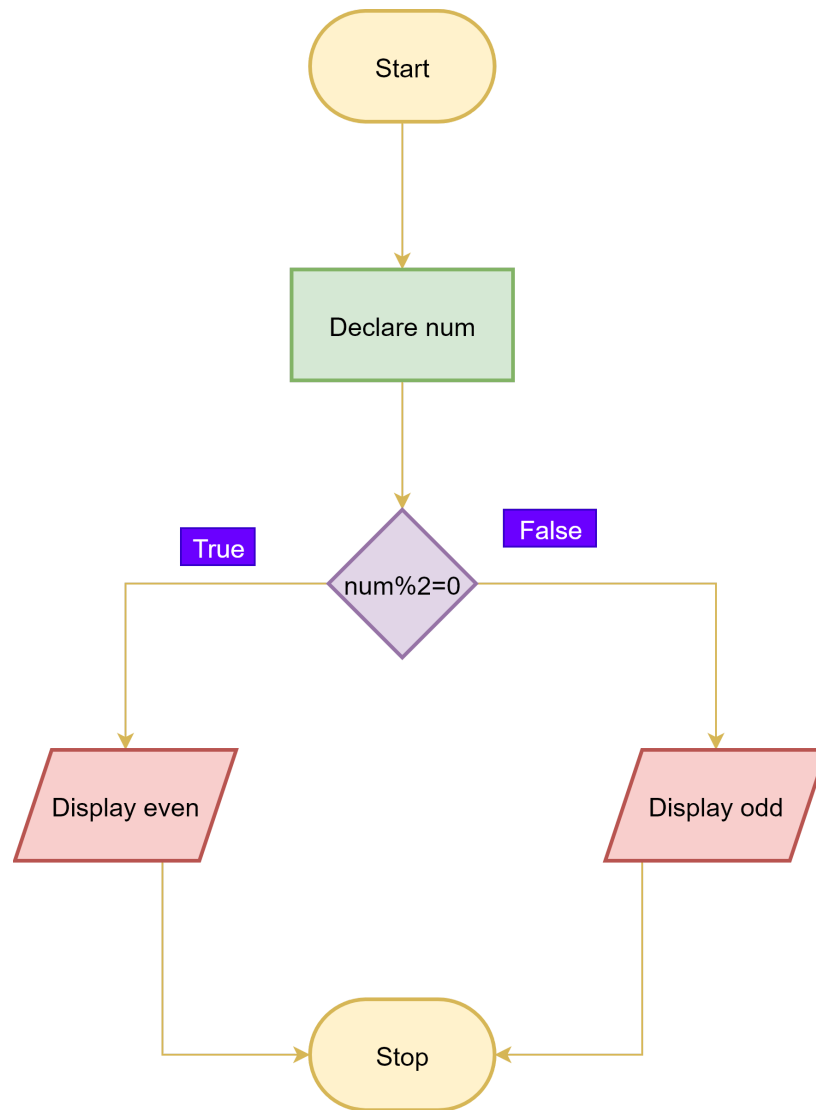 Start
Declare num
True
False
num%2=0
Display even
Display odd
Stop